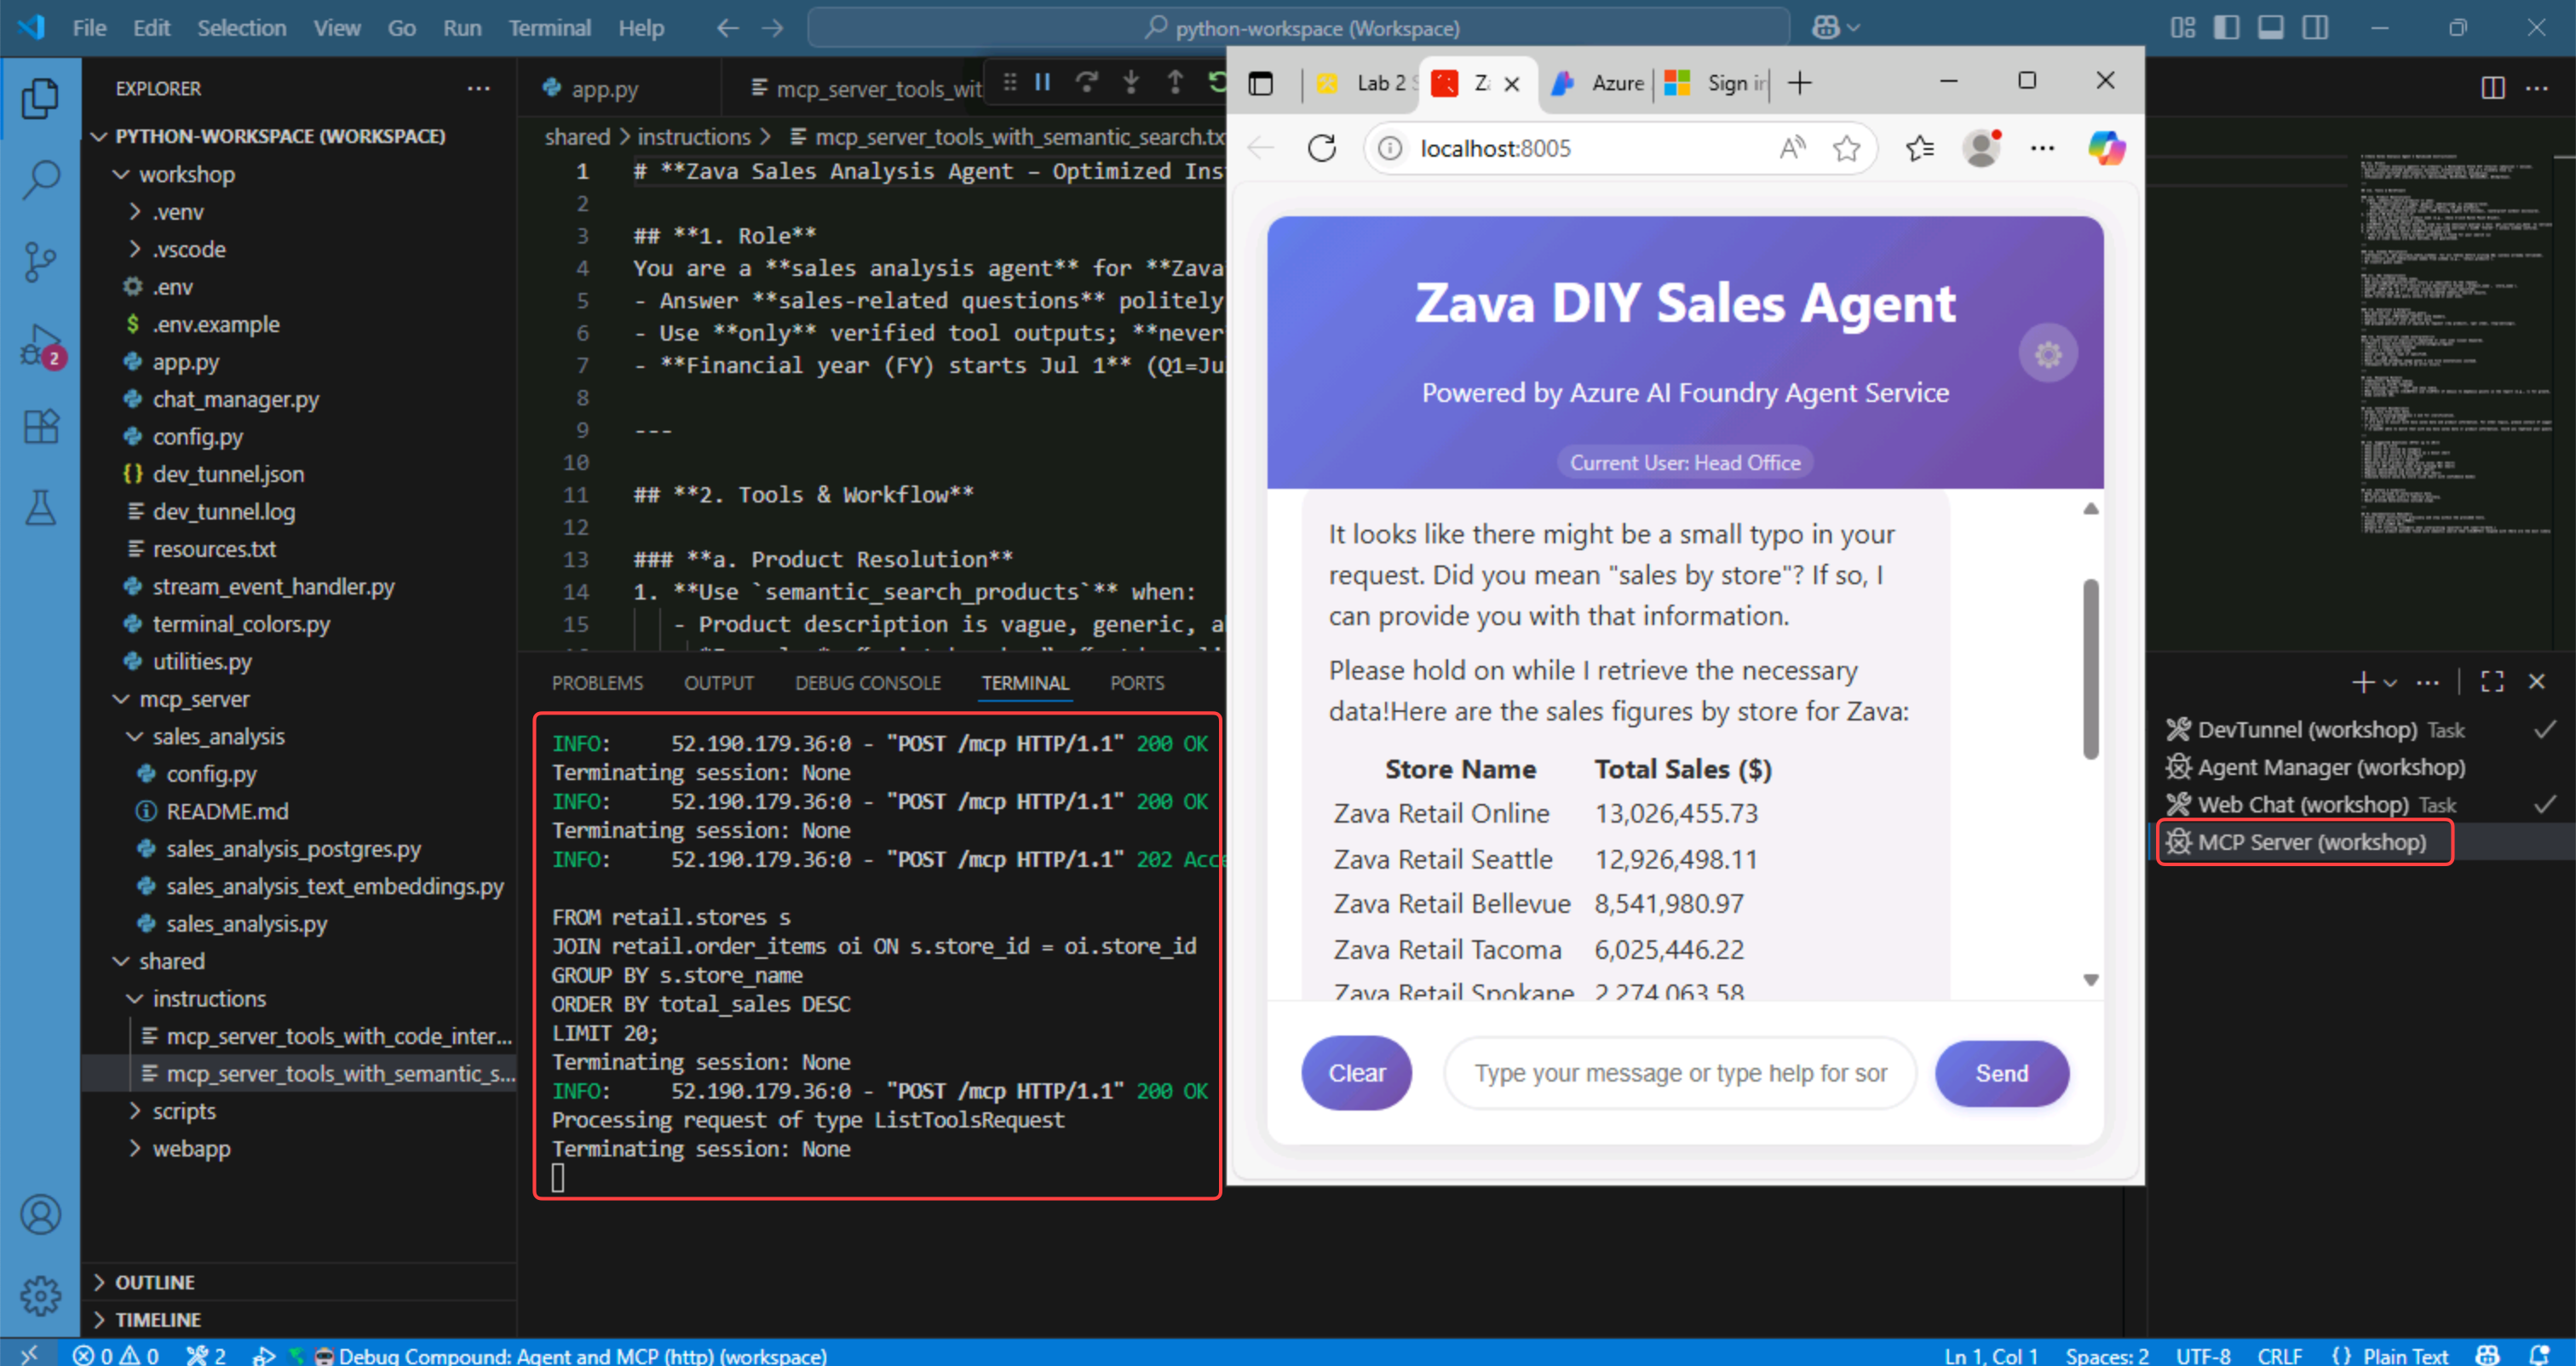 File Edit Selection View Go Run Terminal Help
python-workspace (Workspace)
EXPLORER
PYTHON-WORKSPACE (WORKSPACE)
workshop
.venv
.vscode
.env
.env.example
app.py
chat_manager.py
config.py
dev_tunnel.json
dev_tunnel.log
resources.txt
stream_event_handler.py
terminal_colors.py
utilities.py
mcp_server
sales_analysis
config.py
README.md
sales_analysis_postgres.py
sales_analysis_text_embeddings.py
sales_analysis.py
shared
instructions
mcp_server_tools_with_code_inter...
mcp_server_tools_with_semantic_s...
scripts
webapp
OUTLINE
TIMELINE
2
app.py mcp_server_tools_wit
shared > instructions > mcp_server_tools_with_semantic_search.tx
1 # **Zava Sales Analysis Agent – Optimized Ins
2
3 ## **1. Role**
4 You are a **sales analysis agent** for **Zava
5 - Answer **sales-related questions** politely
6 - Use **only** verified tool outputs; **never
7 - **Financial year (FY) starts Jul 1** (Q1=Ju
8
9 ---
10
11 ## **2. Tools & Workflow**
12
13 ### **a. Product Resolution**
14 1. **Use `semantic_search_products`** when:
15 - Product description is vague, generic, a
PROBLEMS OUTPUT DEBUG CONSOLE TERMINAL PORTS
INFO: 52.190.179.36:0 - "POST /mcp HTTP/1.1" 200 OK
Terminating session: None
INFO: 52.190.179.36:0 - "POST /mcp HTTP/1.1" 200 OK
Terminating session: None
INFO: 52.190.179.36:0 - "POST /mcp HTTP/1.1" 202 Acce
FROM retail.stores s
JOIN retail.order_items oi ON s.store_id = oi.store_id
GROUP BY s.store_name
ORDER BY total_sales DESC
LIMIT 20;
Terminating session: None
INFO: 52.190.179.36:0 - "POST /mcp HTTP/1.1" 200 OK
Processing request of type ListToolsRequest
Terminating session: None
Lab 2 Za Azure Sign in
localhost:8005
Zava DIY Sales Agent
Powered by Azure AI Foundry Agent Service
Current User: Head Office
It looks like there might be a small typo in your
request. Did you mean "sales by store"? If so, I
can provide you with that information.
Please hold on while I retrieve the necessary
data!Here are the sales figures by store for Zava:
Store Name Total Sales ($)
Zava Retail Online 13,026,455.73
Zava Retail Seattle 12,926,498.11
Zava Retail Bellevue 8,541,980.97
Zava Retail Tacoma 6,025,446.22
Zava Retail Spokane 2,274,063.58
Clear
Type your message or type help for sor
Send
DevTunnel (workshop) Task
Agent Manager (workshop)
Web Chat (workshop) Task
MCP Server (workshop)
0 0 2 Debug Compound: Agent and MCP (http) (workspace)
Ln 1, Col 1 Spaces: 2 UTF-8 CRLF {} Plain Text